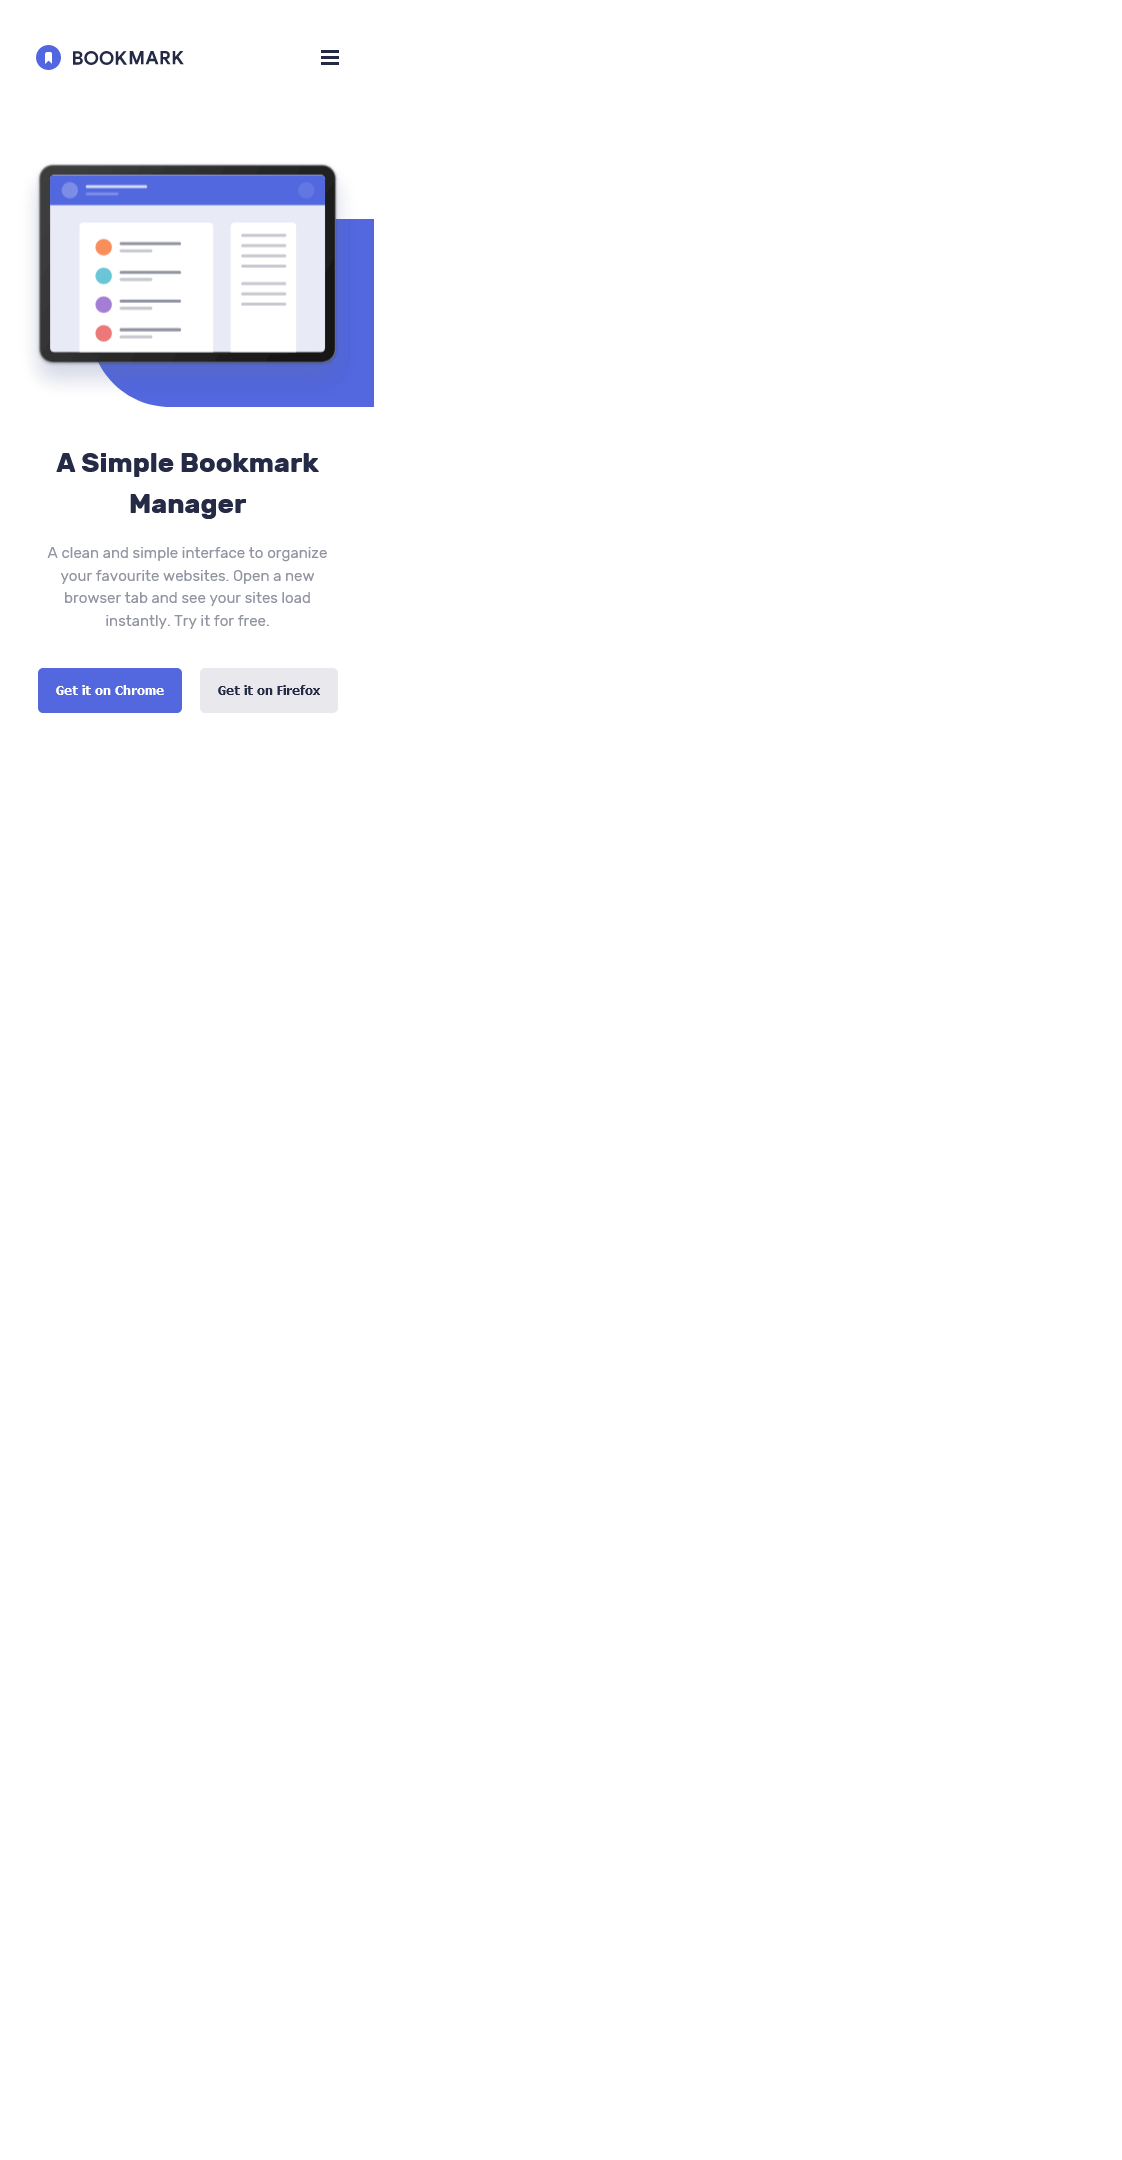 BOOKMARK
A Simple Bookmark
Manager
A clean and simple interface to organize
your favourite websites. Open a new
browser tab and see your sites load
instantly. Try it for free.
Get it on Chrome
Get it on Firefox